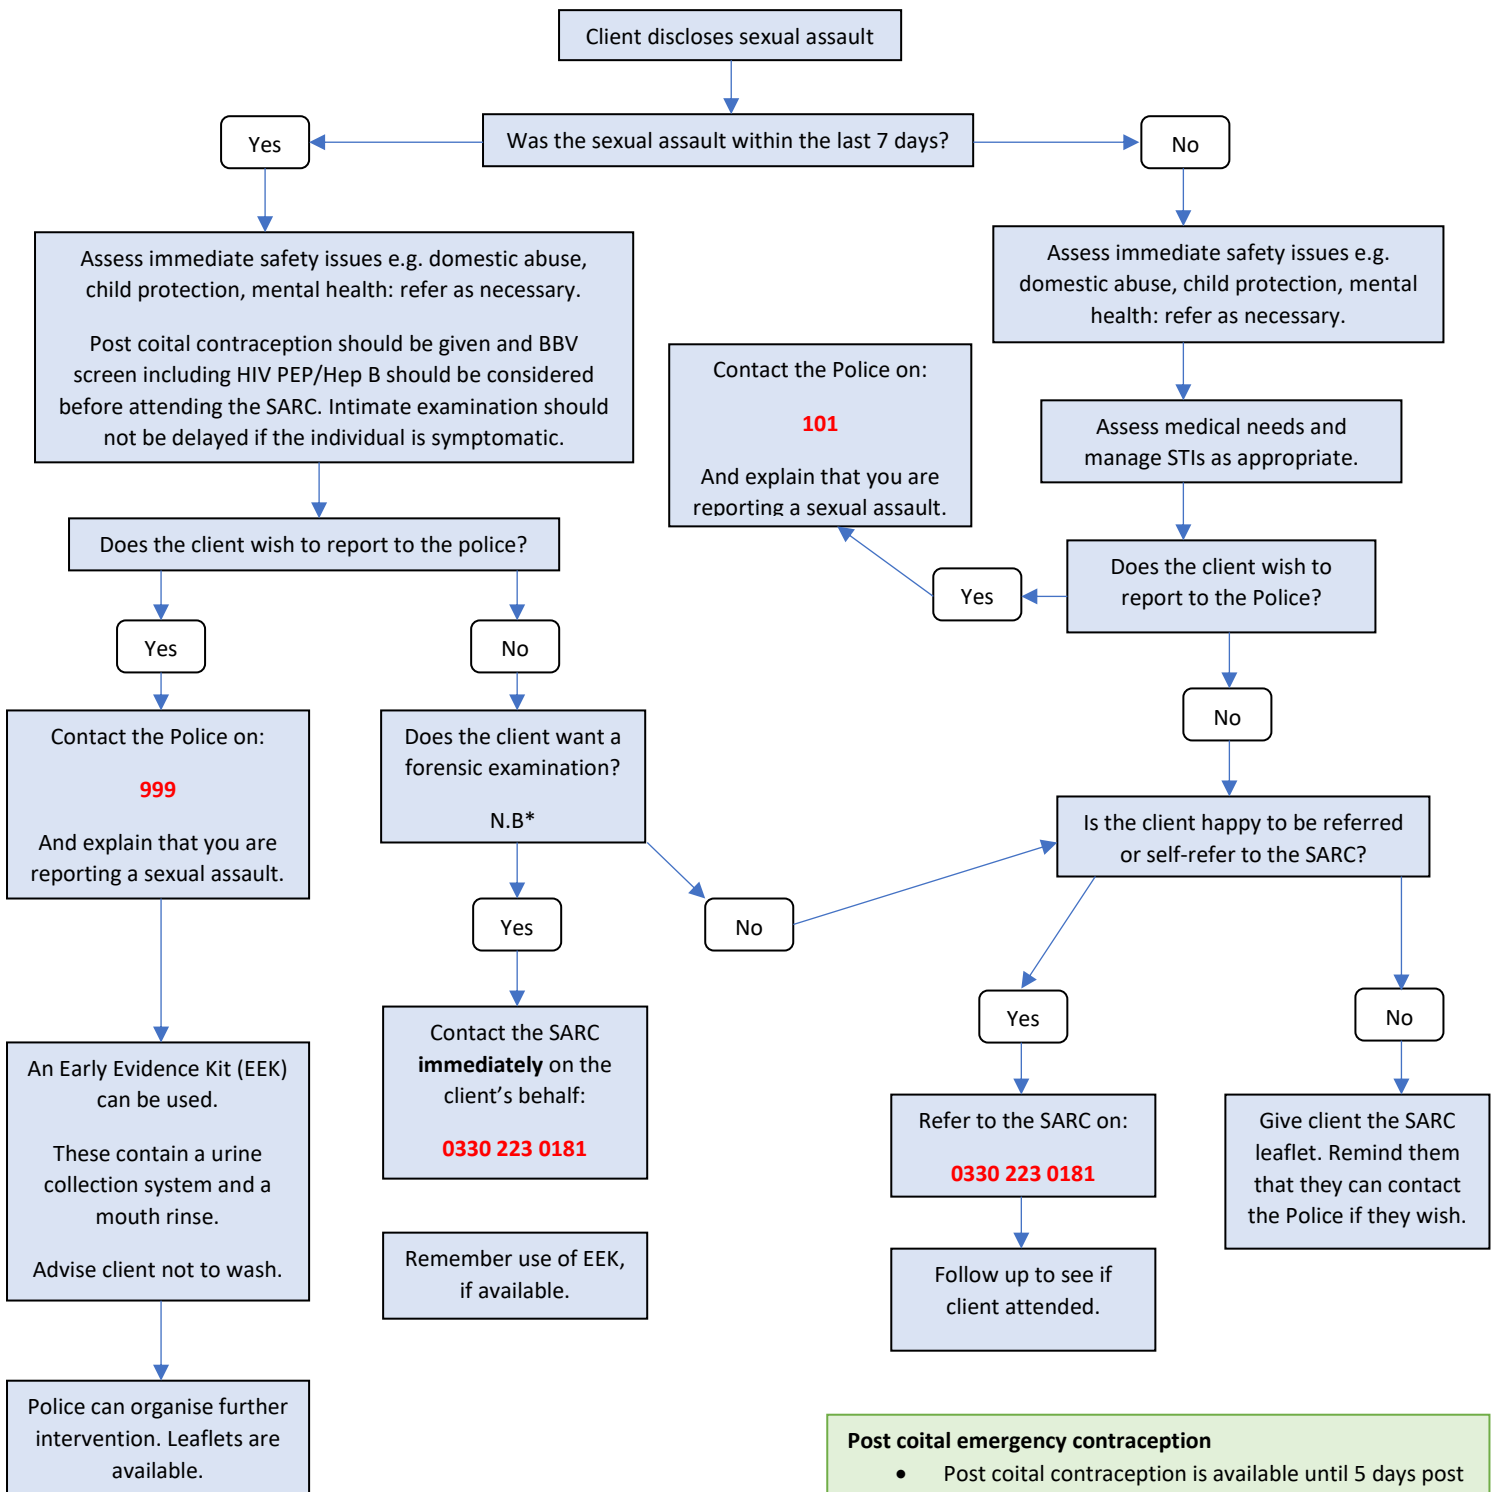 Client discloses sexual assault
Was the sexual assault within the last 7 days?
Yes
No
Assess immediate safety issues e.g. domestic abuse,
child protection, mental health: refer as necessary.
Post coital contraception should be given and BBV
screen including HIV PEP/Hep B should be considered
before attending the SARC. Intimate examination should
not be delayed if the individual is symptomatic.
Assess immediate safety issues e.g.
domestic abuse, child protection, mental
health: refer as necessary.
Contact the Police on:
101
And explain that you are
reporting a sexual assault.
Assess medical needs and
manage STIs as appropriate.
Does the client wish to report to the police?
Does the client wish to
report to the Police?
Yes
Yes
No
No
Contact the Police on:
999
And explain that you are
reporting a sexual assault.
Does the client want a
forensic examination?
N.B*
Is the client happy to be referred
or self-refer to the SARC?
Yes
No
Yes
No
An Early Evidence Kit (EEK)
can be used.
These contain a urine
collection system and a
mouth rinse.
Advise client not to wash.
Contact the SARC
immediately on the
client’s behalf:
0330 223 0181
Remember use of EEK,
if available.
Refer to the SARC on:
0330 223 0181
Follow up to see if
client attended.
Give client the SARC
leaflet. Remind them
that they can contact
the Police if they wish.
Police can organise further
intervention. Leaflets are
available.
Post coital emergency contraception
• Post coital contraception is available until 5 days post